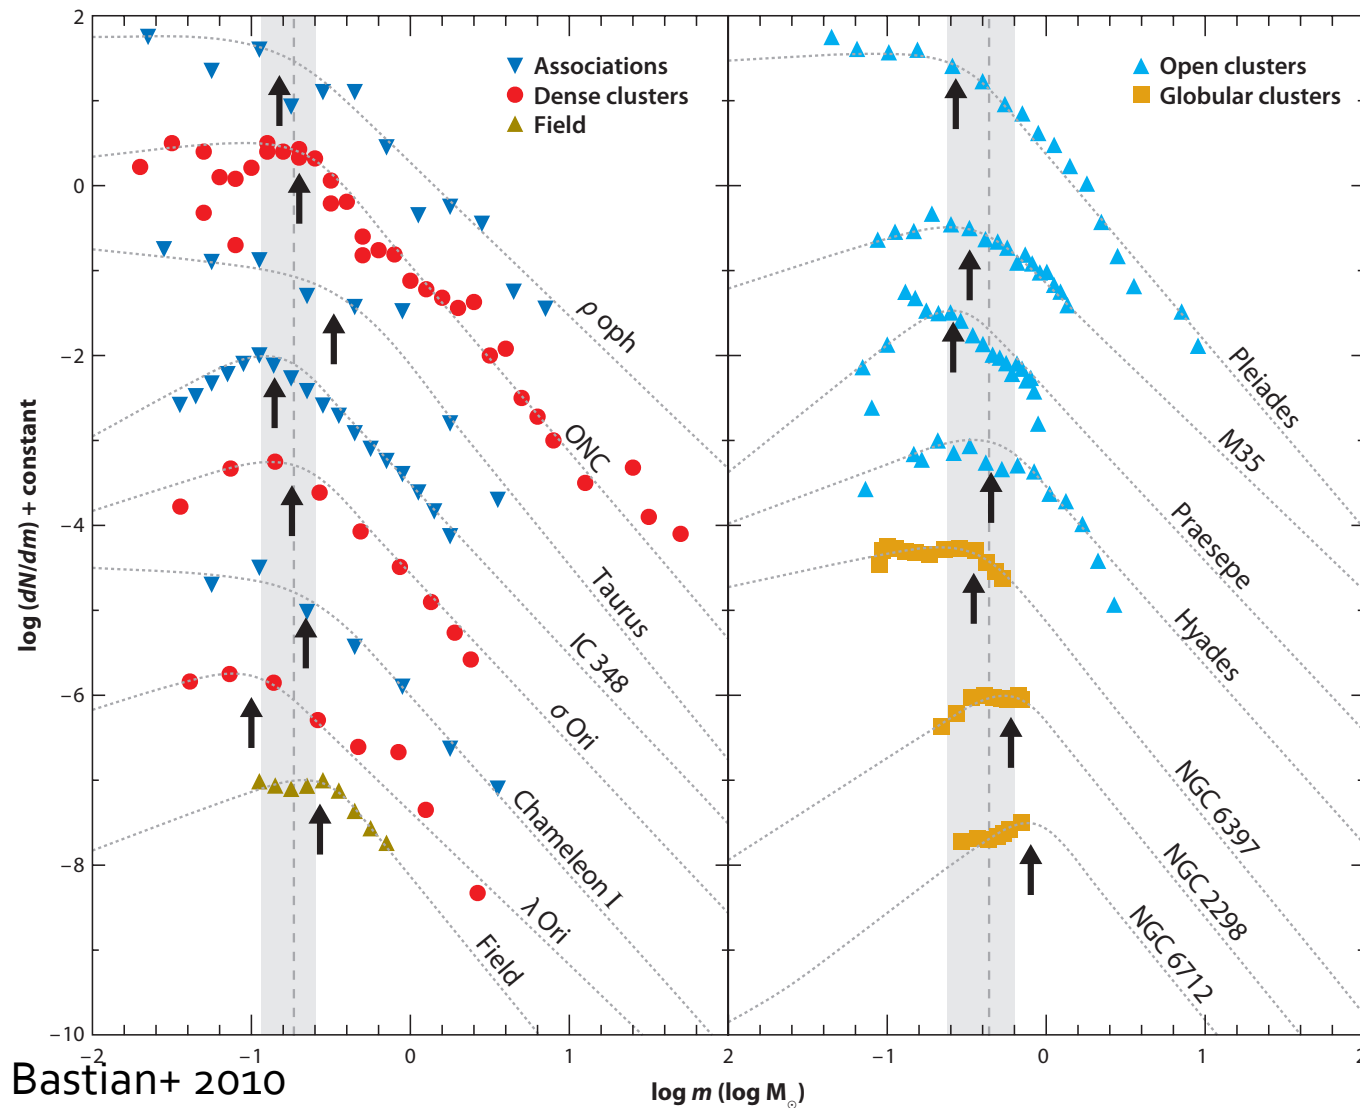 2
0
−2
−4
−6
−8
−10
log (dN/dm) + constant
Associations
Dense clusters
Field
ρ oph
ONC
Taurus
IC 348
σ Ori
Chameleon I
λ Ori
Field
Open clusters
Globular clusters
Pleiades
M35
Praesepe
Hyades
NGC 6397
NGC 2298
NGC 6712
−2 −1 0 1 2 −1 0 1 2
log m (log M☉)
Bastian+ 2010